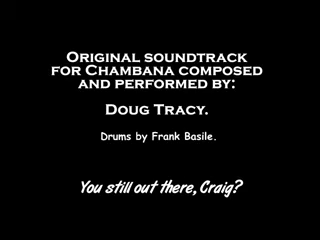 Original soundtrack
for Chambana composed
and performed by:
Doug Tracy.
Drums by Frank Basile.
You still out there, Craig?